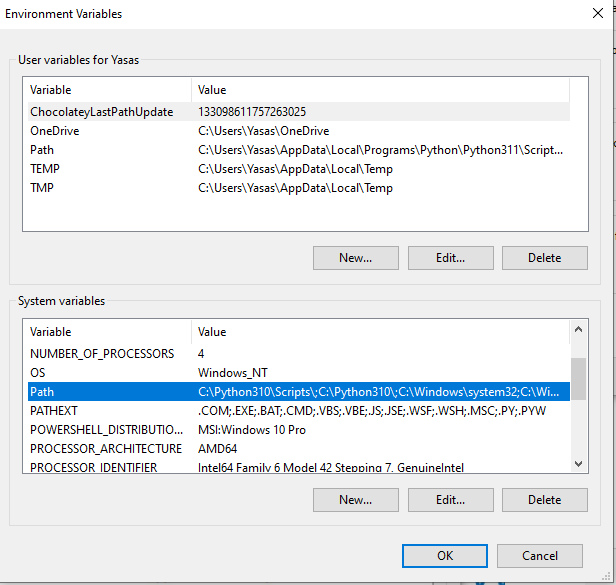 Environment Variables
User variables for Yasas
Variable Value
ChocolateyLastPathUpdate 133098611757263025
OneDrive C:\Users\Yasas\OneDrive
Path C:\Users\Yasas\AppData\Local\Programs\Python\Python311\Script...
TEMP C:\Users\Yasas\AppData\Local\Temp
TMP C:\Users\Yasas\AppData\Local\Temp
New... Edit... Delete
System variables
Variable Value
NUMBER_OF_PROCESSORS 4
OS Windows_NT
Path C:\Python310\Scripts\;C:\Python310\;C:\Windows\system32;C:\Wi...
PATHEXT .COM;.EXE;.BAT;.CMD;.VBS;.VBE;.JS;.JSE;.WSF;.WSH;.MSC;.PY;.PYW
POWERSHELL_DISTRIBUTIO... MSI:Windows 10 Pro
PROCESSOR_ARCHITECTURE AMD64
PROCESSOR_IDENTIFIER Intel64 Family 6 Model 42 Stepping 7, GenuineIntel
New... Edit... Delete
OK Cancel